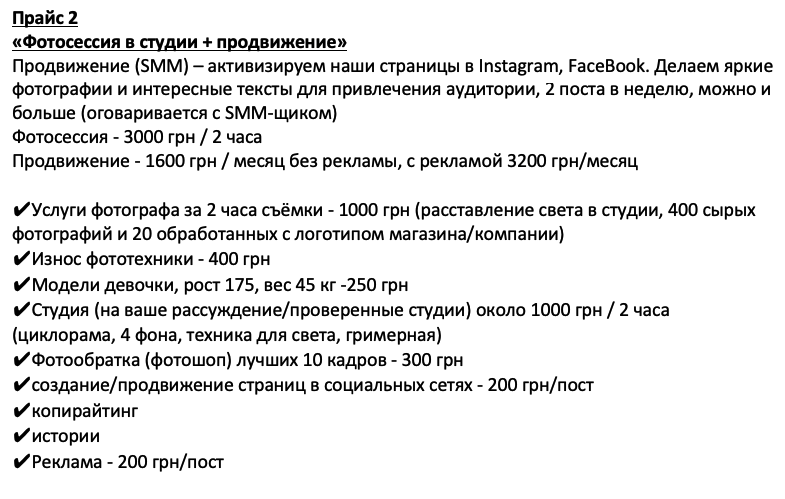 Прайс 2
«Фотосессия в студии + продвижение»
Продвижение (SMM) – активизируем наши страницы в Instagram, FaceBook. Делаем яркие
фотографии и интересные тексты для привлечения аудитории, 2 поста в неделю, можно и
больше (оговаривается с SMM-щиком)
Фотосессия - 3000 грн / 2 часа
Продвижение - 1600 грн / месяц без рекламы, с рекламой 3200 грн/месяц
✔Услуги фотографа за 2 часа съёмки - 1000 грн (расставление света в студии, 400 сырых
фотографий и 20 обработанных с логотипом магазина/компании)
✔Износ фототехники - 400 грн
✔Модели девочки, рост 175, вес 45 кг -250 грн
✔Студия (на ваше рассуждение/проверенные студии) около 1000 грн / 2 часа
(циклорама, 4 фона, техника для света, гримерная)
✔Фотообратка (фотошоп) лучших 10 кадров - 300 грн
✔создание/продвижение страниц в социальных сетях - 200 грн/пост
✔копирайтинг
✔истории
✔Реклама - 200 грн/пост